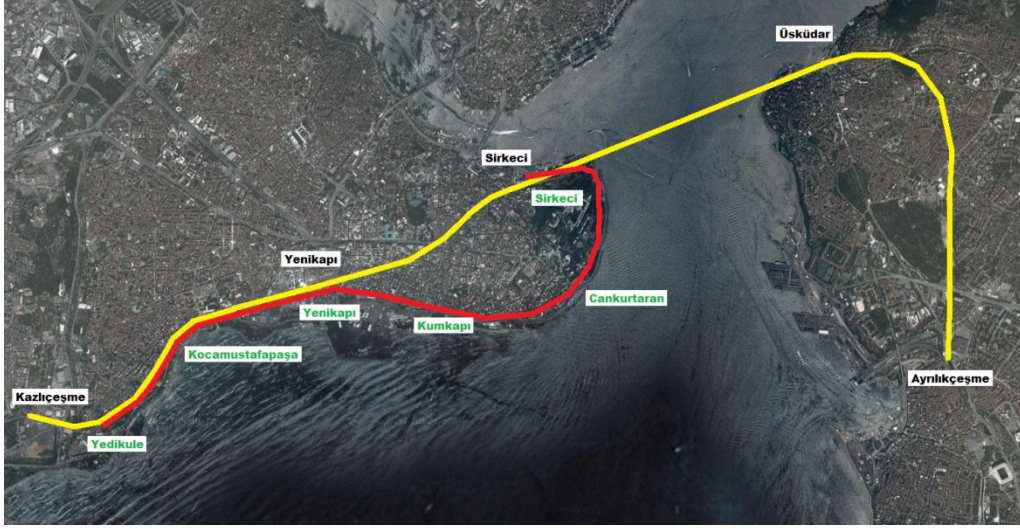 Üsküdar
Sirkeci
Sirkeci
Yenikapı
Cankurtaran
Yenikapı
Kumkapı
Kocamustafapaşa
Ayrılıkçeşme
Kazlıçeşme
Yedikule